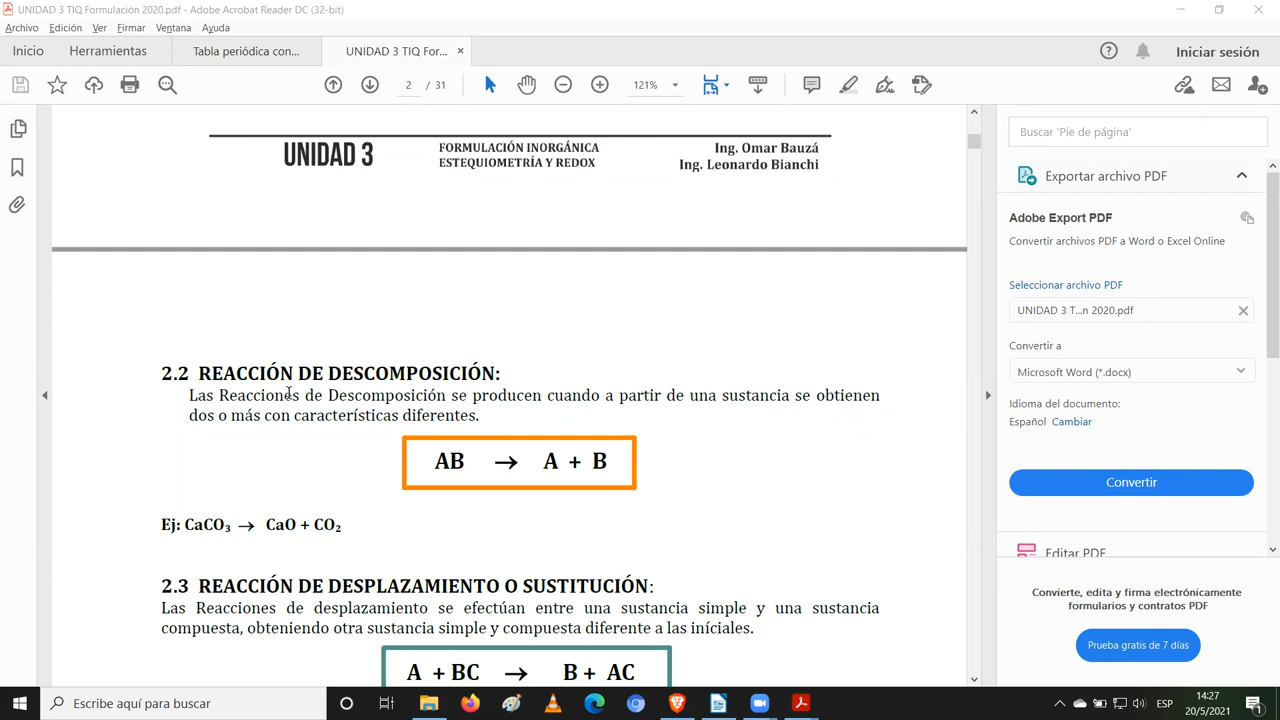 UNIDAD 3 TIQ Formulación 2020.pdf - Adobe Acrobat Reader DC (32-bit)
Archivo Edición Ver Firmar Ventana Ayuda
Inicio Herramientas Tabla periódica con... UNIDAD 3 TIQ For... × Iniciar sesión
2 / 31 121%
UNIDAD 3
FORMULACIÓN INORGÁNICA
ESTEQUIOMETRÍA Y REDOX
Ing. Omar Bauzá
Ing. Leonardo Bianchi
2.2 REACCIÓN DE DESCOMPOSICIÓN:
Las Reacciones de Descomposición se producen cuando a partir de una sustancia se obtienen
dos o más con características diferentes.
AB → A + B
Ej: CaCO₃ → CaO + CO₂
2.3 REACCIÓN DE DESPLAZAMIENTO O SUSTITUCIÓN:
Las Reacciones de desplazamiento se efectúan entre una sustancia simple y una sustancia
compuesta, obteniendo otra sustancia simple y compuesta diferente a las iníciales.
A + BC → B + AC
Buscar 'Pie de página'
Exportar archivo PDF
Adobe Export PDF
Convertir archivos PDF a Word o Excel Online
Seleccionar archivo PDF
UNIDAD 3 T...n 2020.pdf
Convertir a
Microsoft Word (*.docx)
Idioma del documento:
Español Cambiar
Convertir
Editar PDF
Convierte, edita y firma electrónicamente
formularios y contratos PDF
Prueba gratis de 7 días
Escribe aquí para buscar
ESP
14:27
20/5/2021